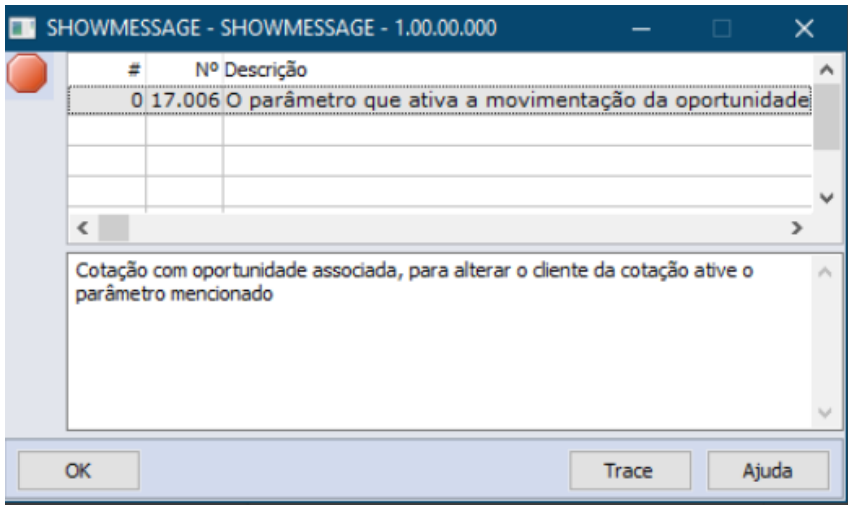 SHOWMESSAGE - SHOWMESSAGE - 1.00.00.000
# Nº Descrição
0 17.006 O parâmetro que ativa a movimentação da oportunidade
Cotação com oportunidade associada, para alterar o cliente da cotação ative o
parâmetro mencionado
OK Trace Ajuda